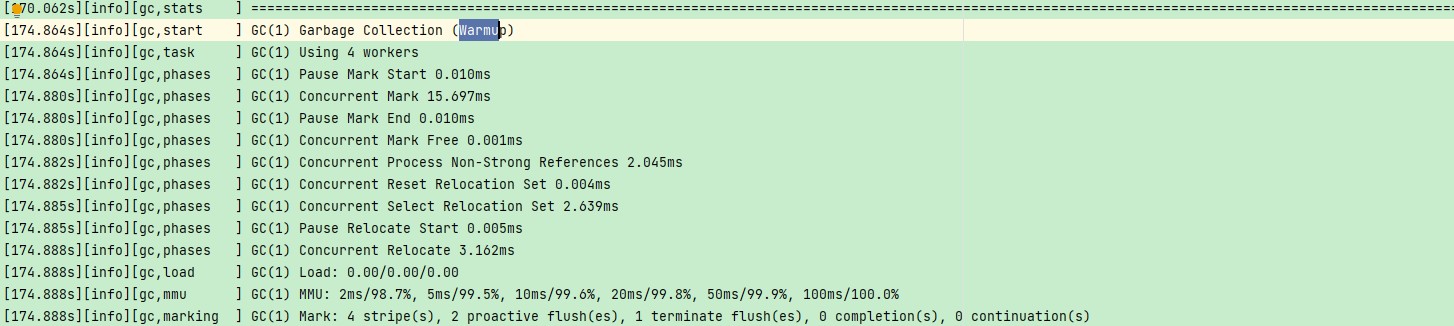 [170.062s][info][gc,stats    ] ======================================================================================================================================================
[174.864s][info][gc,start    ] GC(1) Garbage Collection (Warmup)
[174.864s][info][gc,task     ] GC(1) Using 4 workers
[174.864s][info][gc,phases   ] GC(1) Pause Mark Start 0.010ms
[174.880s][info][gc,phases   ] GC(1) Concurrent Mark 15.697ms
[174.880s][info][gc,phases   ] GC(1) Pause Mark End 0.010ms
[174.880s][info][gc,phases   ] GC(1) Concurrent Mark Free 0.001ms
[174.882s][info][gc,phases   ] GC(1) Concurrent Process Non-Strong References 2.045ms
[174.882s][info][gc,phases   ] GC(1) Concurrent Reset Relocation Set 0.004ms
[174.885s][info][gc,phases   ] GC(1) Concurrent Select Relocation Set 2.639ms
[174.885s][info][gc,phases   ] GC(1) Pause Relocate Start 0.005ms
[174.888s][info][gc,phases   ] GC(1) Concurrent Relocate 3.162ms
[174.888s][info][gc,load     ] GC(1) Load: 0.00/0.00/0.00
[174.888s][info][gc,mmu      ] GC(1) MMU: 2ms/98.7%, 5ms/99.5%, 10ms/99.6%, 20ms/99.8%, 50ms/99.9%, 100ms/100.0%
[174.888s][info][gc,marking  ] GC(1) Mark: 4 stripe(s), 2 proactive flush(es), 1 terminate flush(es), 0 completion(s), 0 continuation(s)